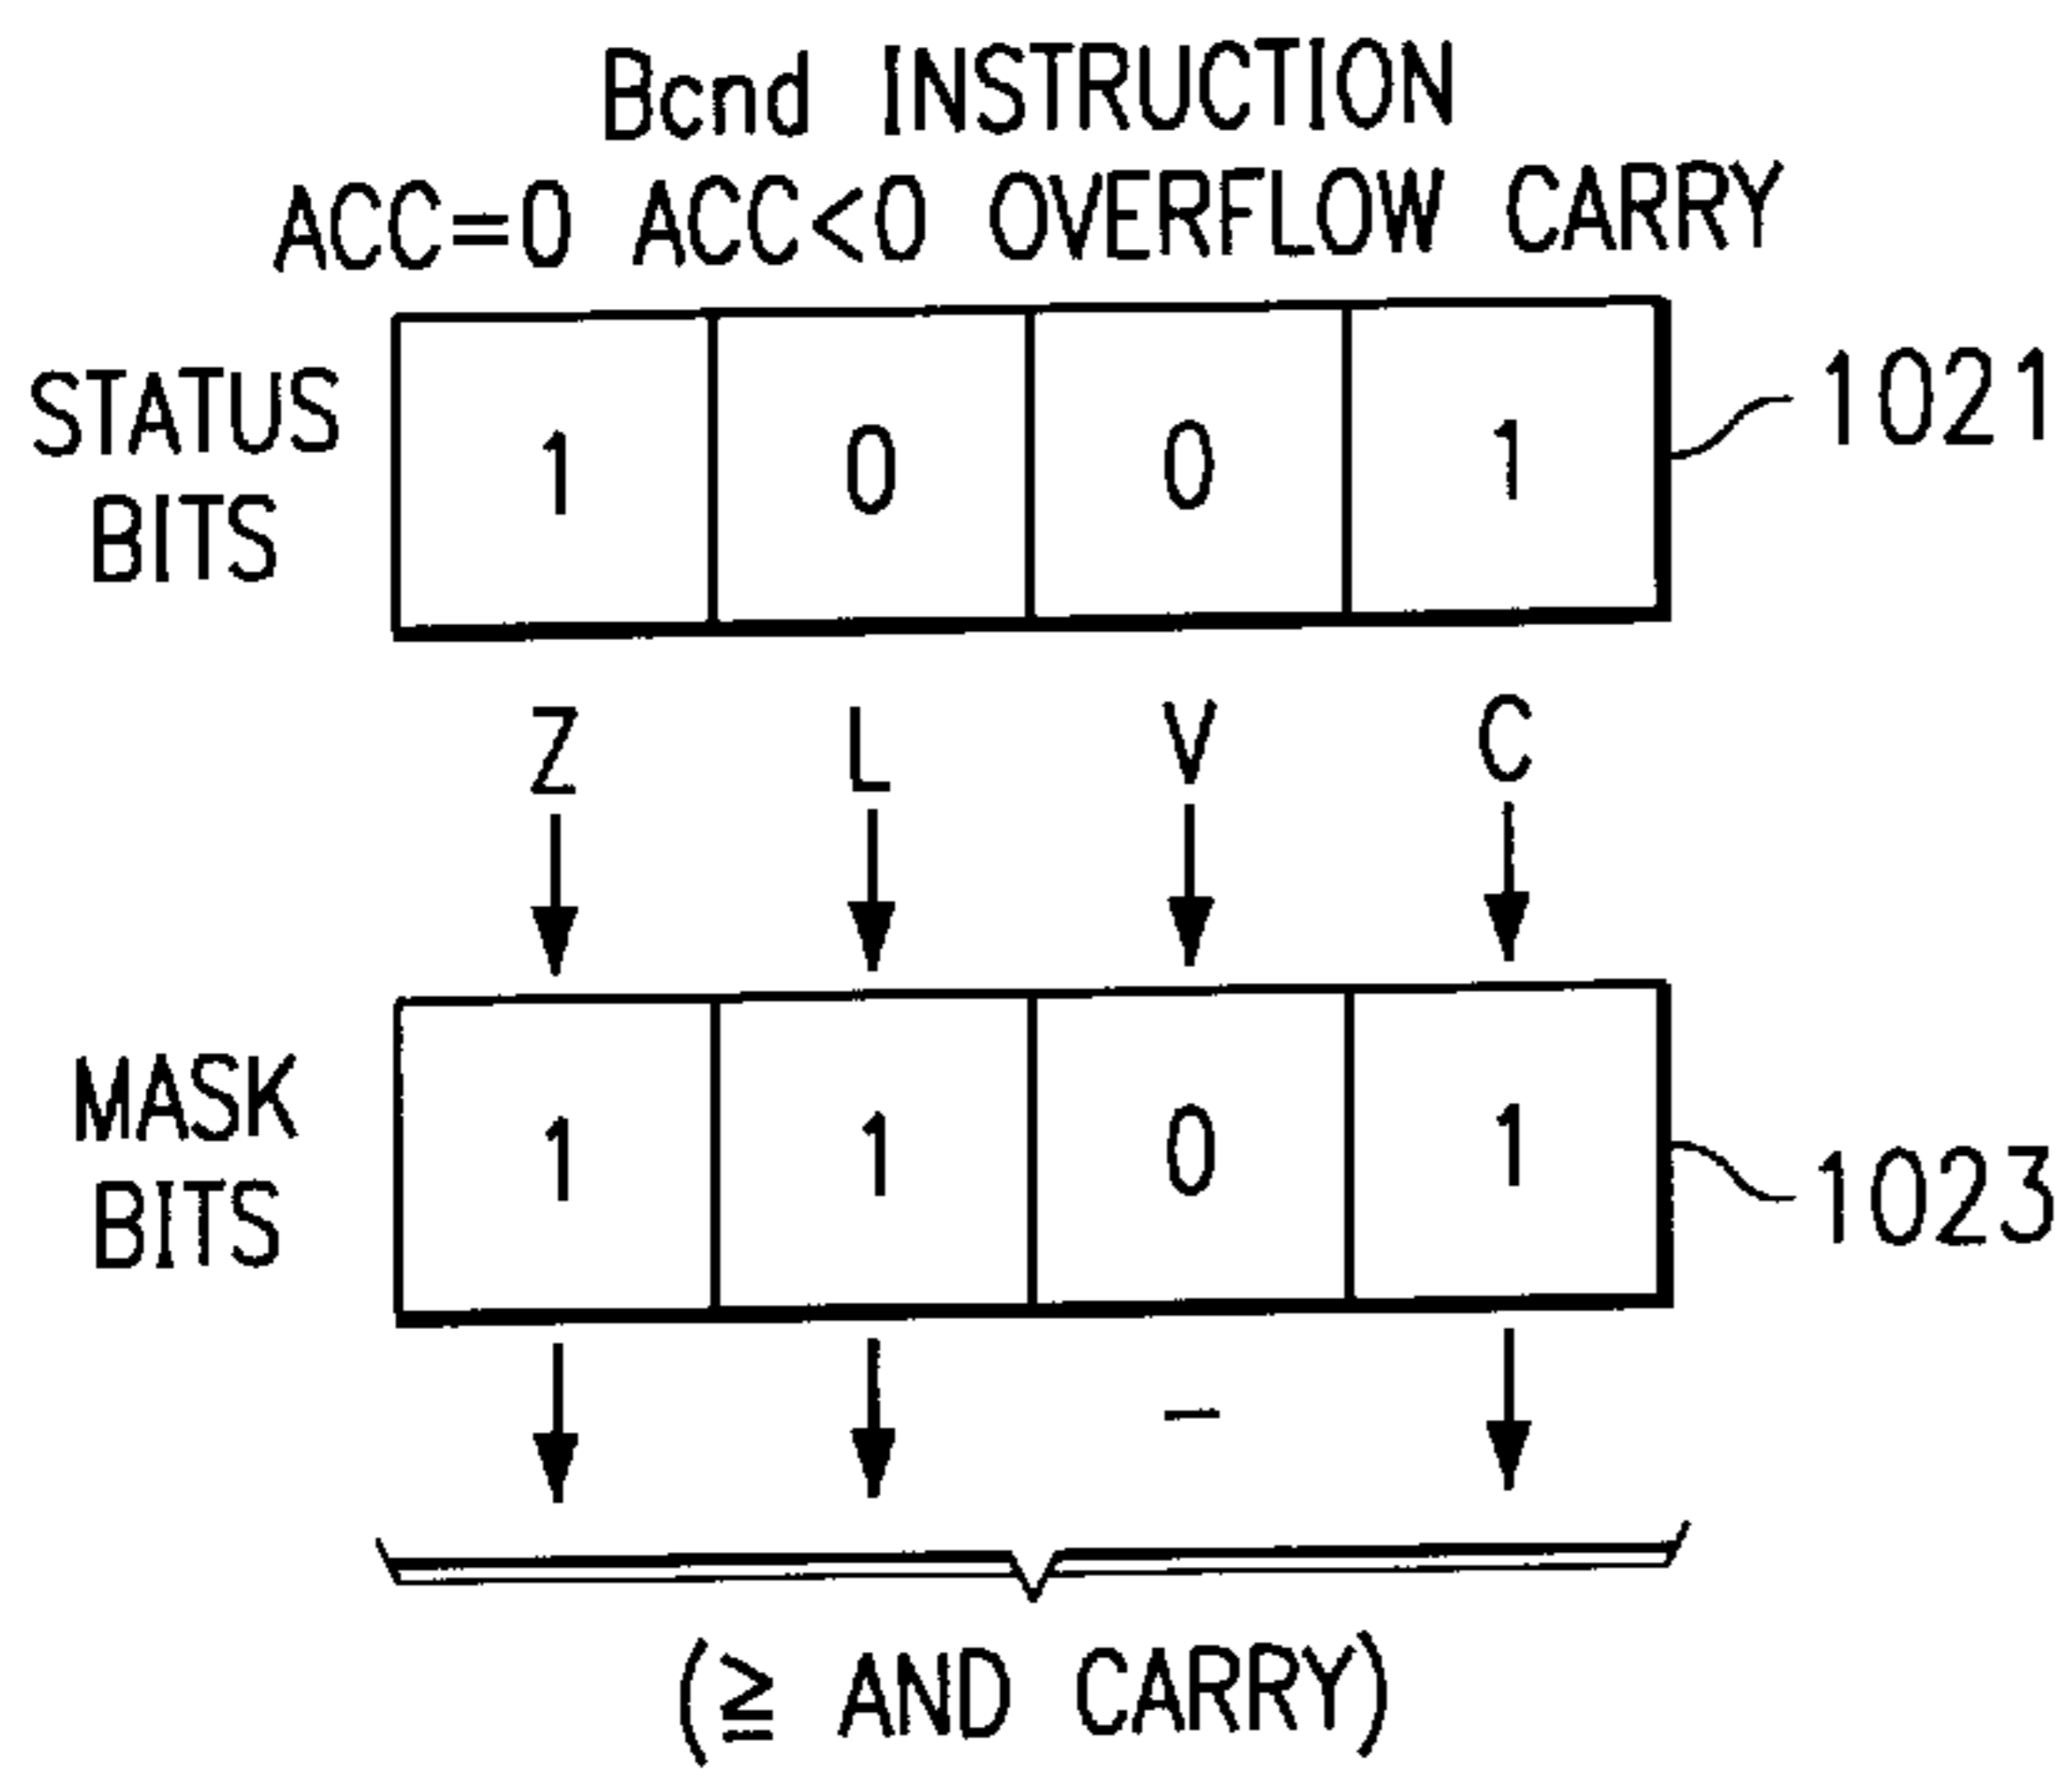 Bcnd INSTRUCTION
ACC=0 ACC<0 OVERFLOW CARRY
STATUS BITS 1 0 0 1 1021
Z L V C
MASK BITS 1 1 0 1 1023
–
(≧ AND CARRY)